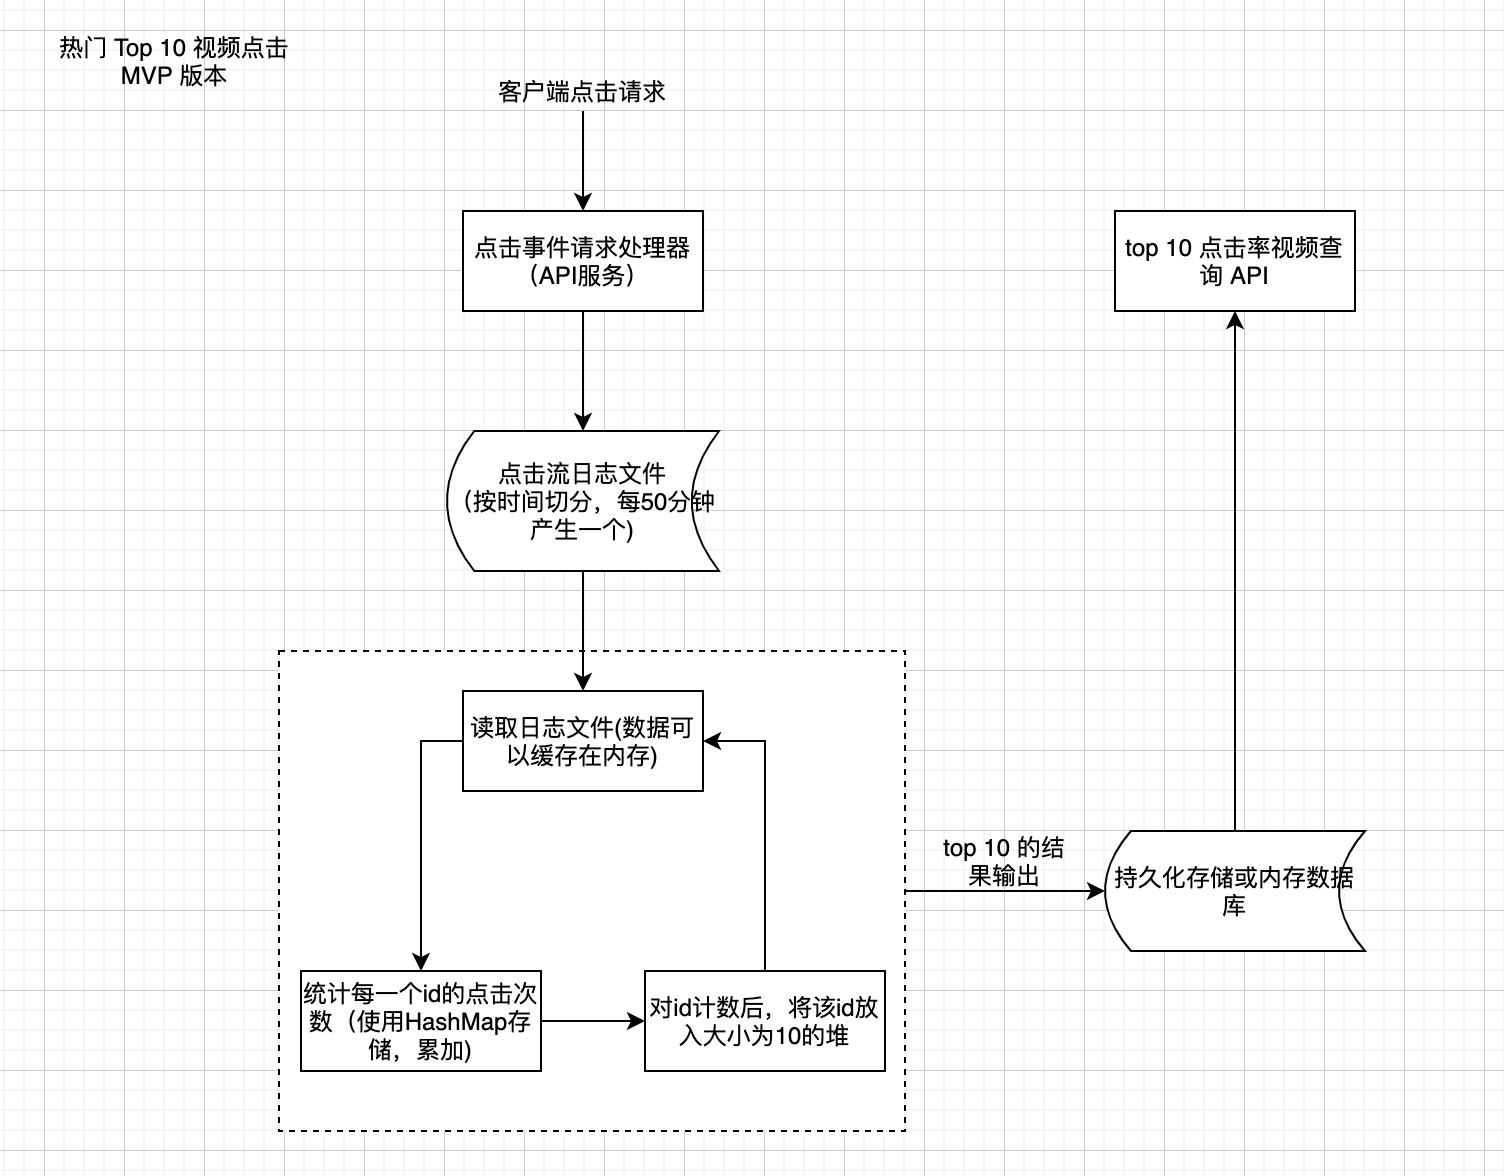 热门 Top 10 视频点击
MVP 版本
客户端点击请求
点击事件请求处理器
（API服务）
top 10 点击率视频查
询 API
点击流日志文件
（按时间切分，每50分钟
产生一个)
读取日志文件(数据可
以缓存在内存)
top 10 的结
果输出
持久化存储或内存数据
库
统计每一个id的点击次
数（使用HashMap存
储，累加)
对id计数后，将该id放
入大小为10的堆